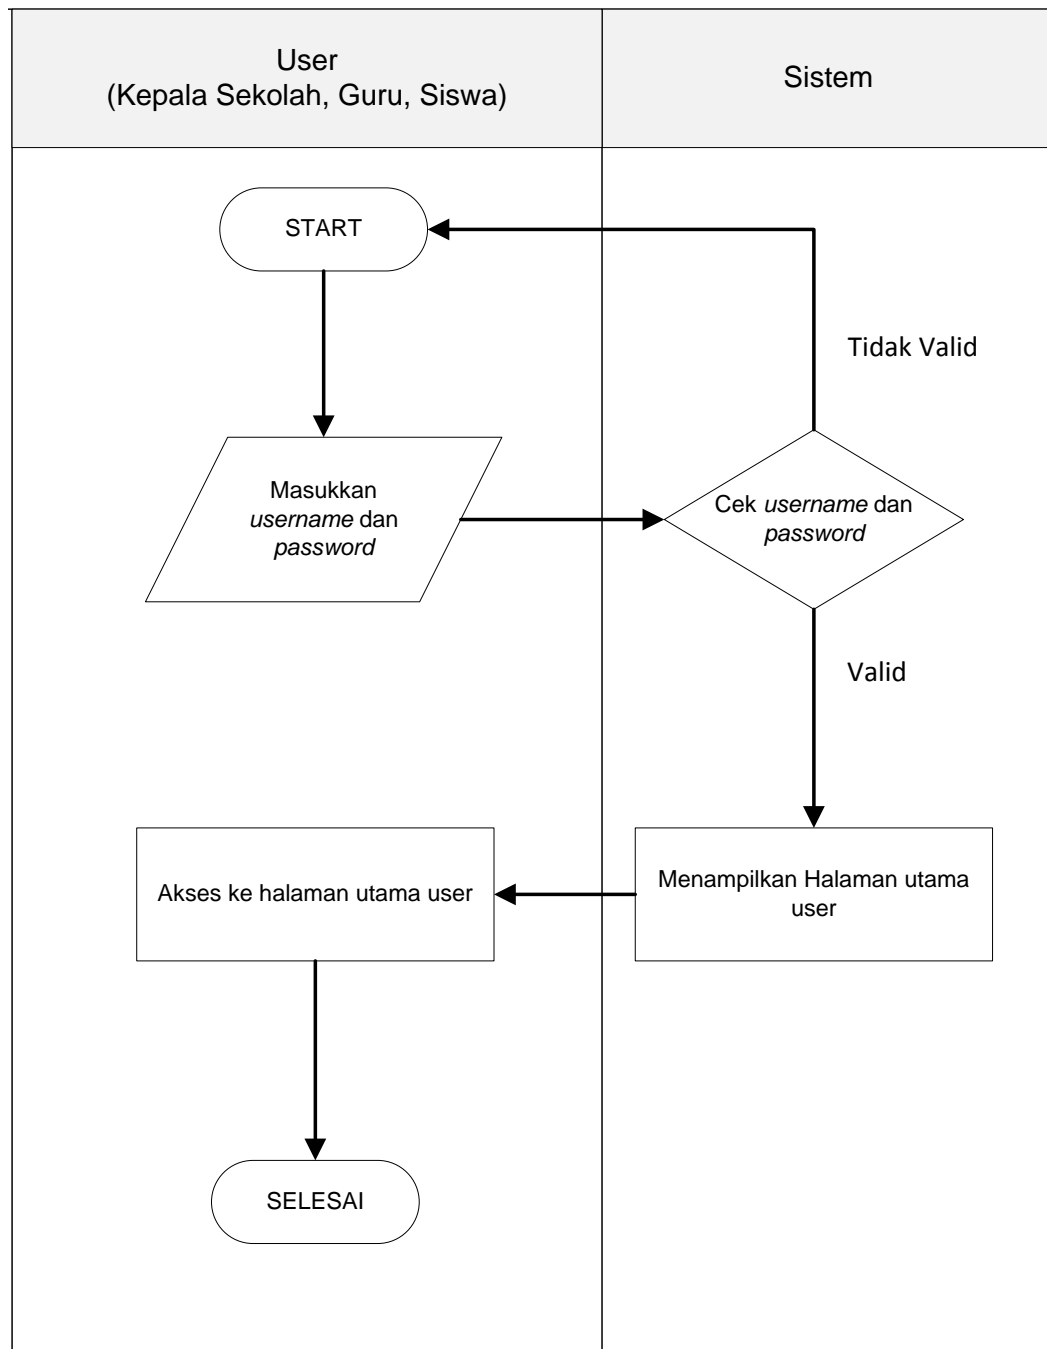 User
(Kepala Sekolah, Guru, Siswa)
Sistem
START
Tidak Valid
Masukkan
username dan
password
Cek username dan
password
Valid
Akses ke halaman utama user
Menampilkan Halaman utama
user
SELESAI